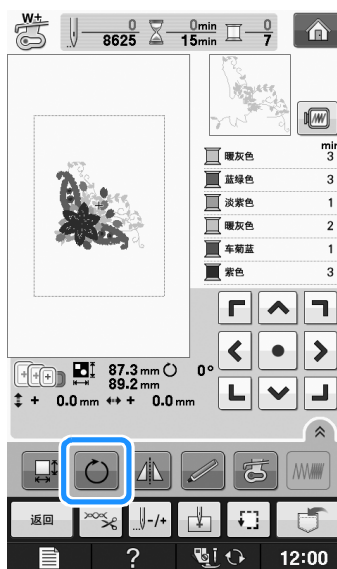 W+
0 0min 0
8625 15min 7
min
暖灰色 3
蓝绿色 3
淡紫色 1
暖灰色 2
车菊蓝 1
紫色 3
87.3 mm 0°
89.2 mm
+ 0.0 mm + 0.0 mm
返回 -/+
? 12:00